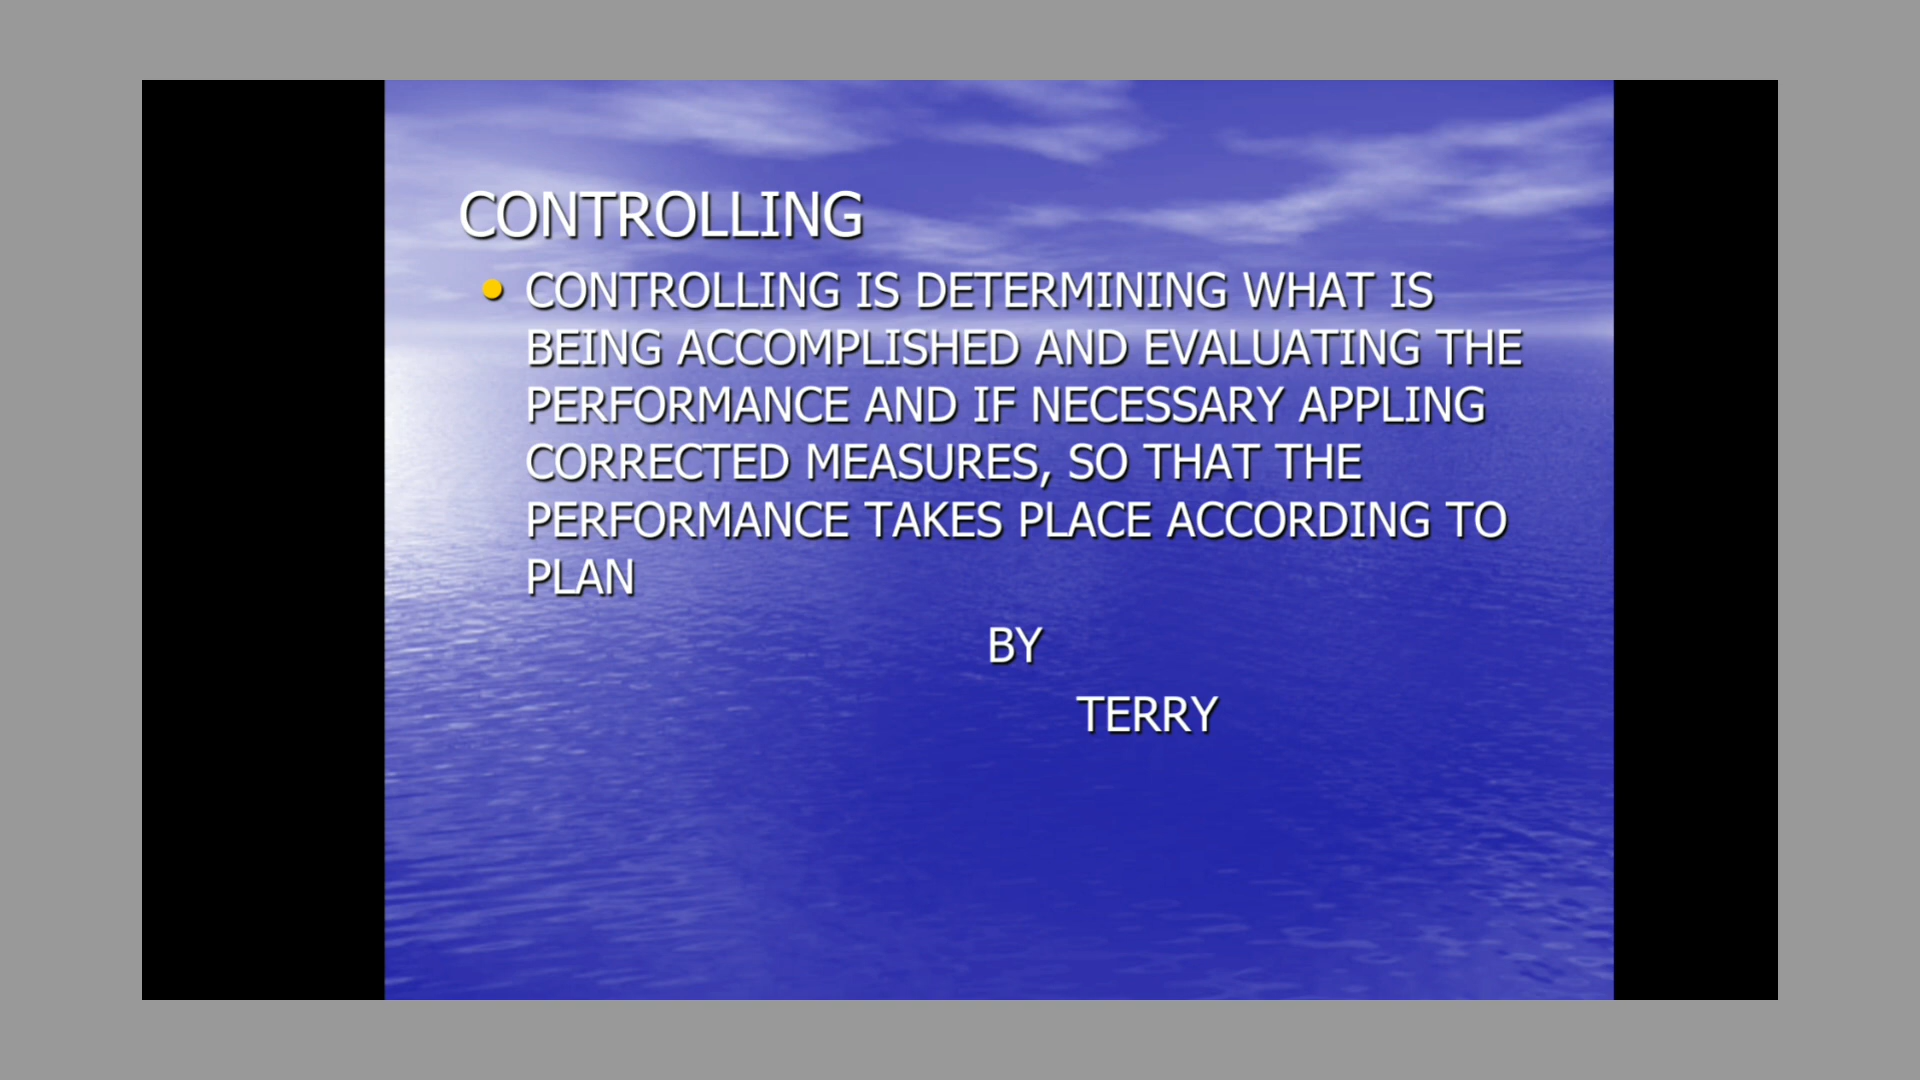 CONTROLLING
• CONTROLLING IS DETERMINING WHAT IS
BEING ACCOMPLISHED AND EVALUATING THE
PERFORMANCE AND IF NECESSARY APPLING
CORRECTED MEASURES, SO THAT THE
PERFORMANCE TAKES PLACE ACCORDING TO
PLAN
BY
TERRY